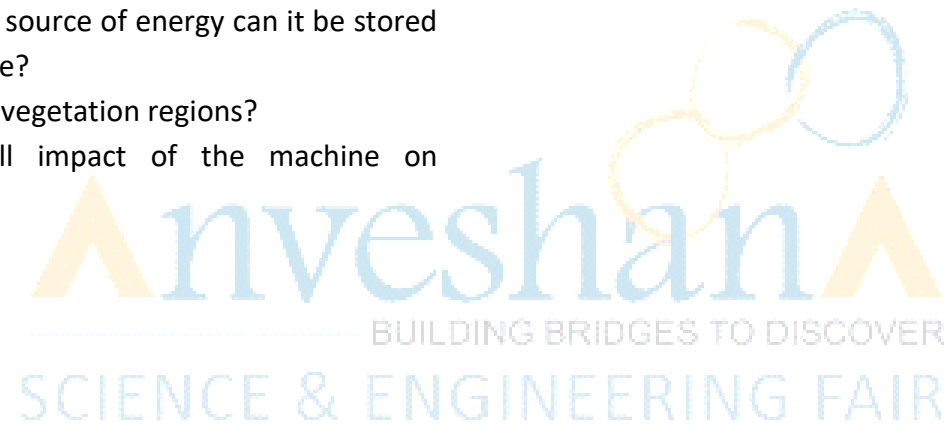 source of energy can it be stored
e?
vegetation regions?
ll impact of the machine on
AnveshanA
BUILDING BRIDGES TO DISCOVER
SCIENCE & ENGINEERING FAIR